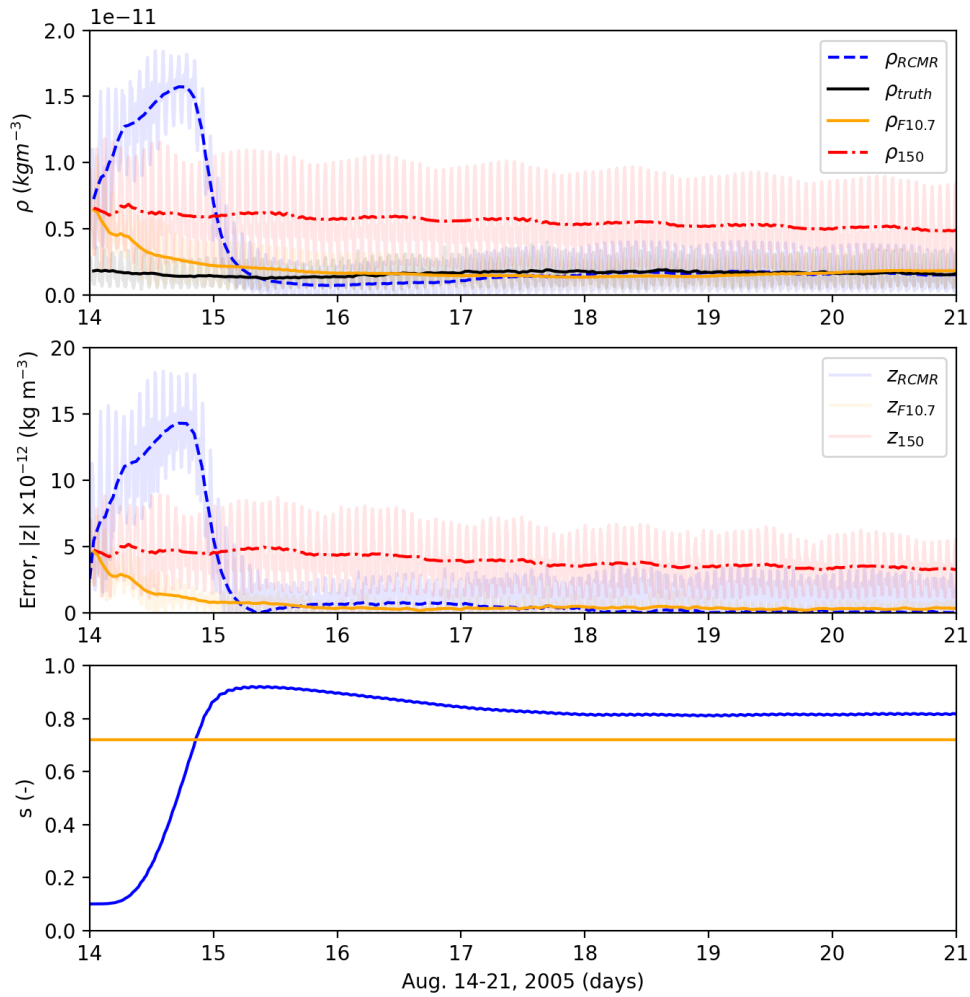 1e−11
2.0
1.5
1.0
0.5
0.0
ρ (kgm⁻³)
ρ_RCMR
ρ_truth
ρ_F10.7
ρ_150
14 15 16 17 18 19 20 21
20
15
10
5
0
Error, |z| ×10⁻¹² (kg m⁻³)
z_RCMR
z_F10.7
z_150
14 15 16 17 18 19 20 21
1.0
0.8
0.6
0.4
0.2
0.0
s (-)
14 15 16 17 18 19 20 21
Aug. 14-21, 2005 (days)